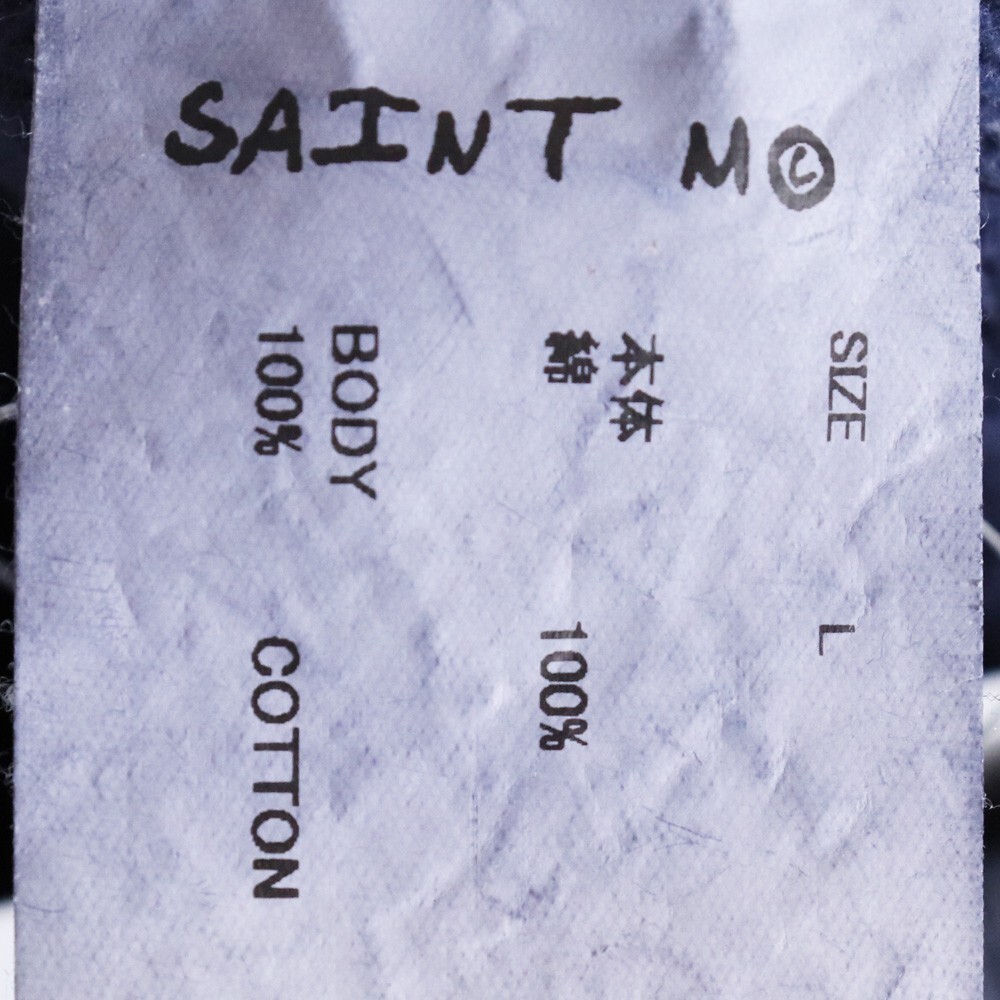 SAINT M©
SIZE L
本体
綿 100%
BODY
100% COTTON